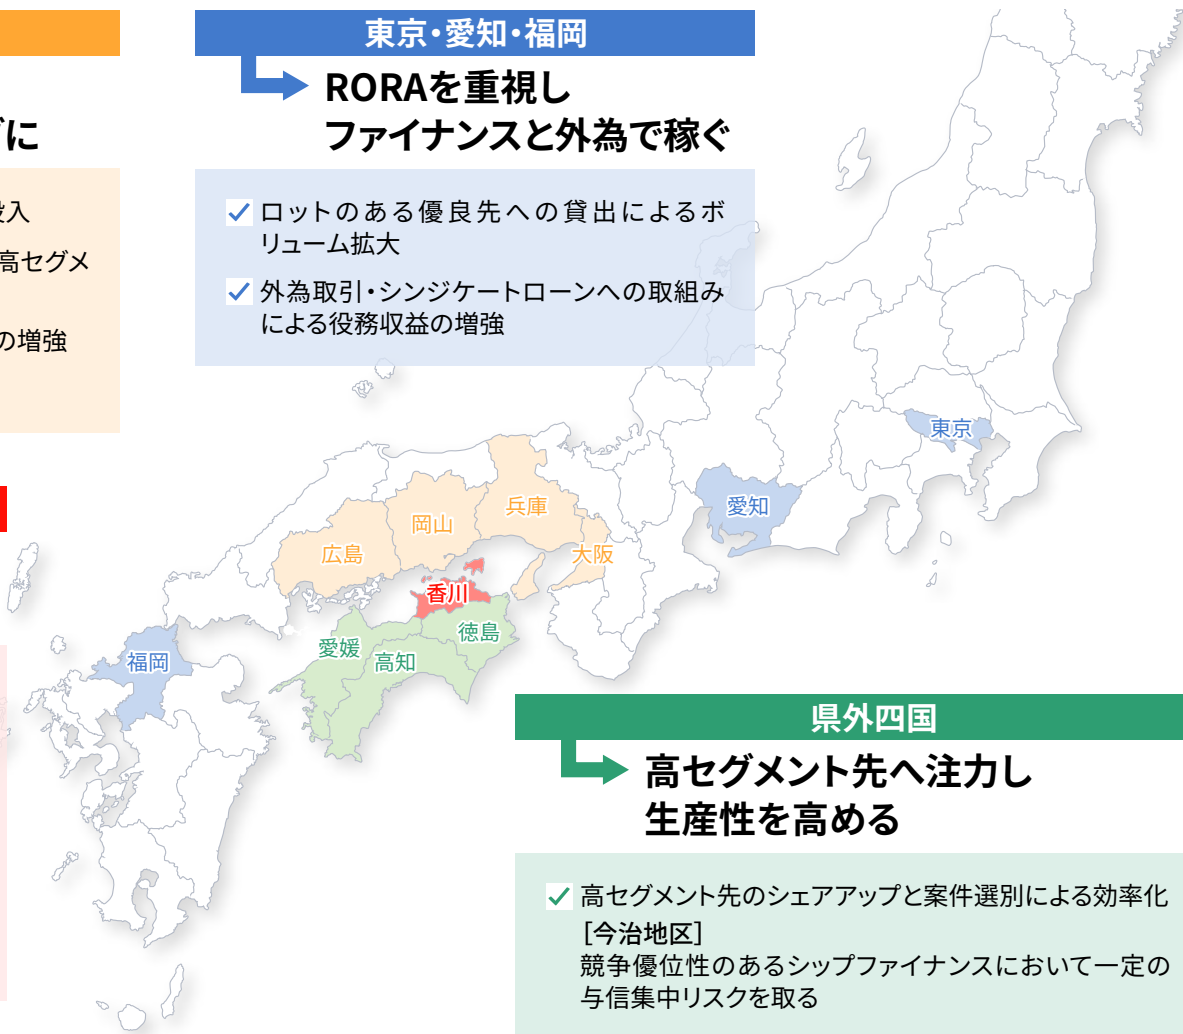 東京・愛知・福岡
RORAを重視し
ファイナンスと外為で稼ぐ
ロットのある優良先への貸出によるボ
リューム拡大
外為取引・シンジケートローンへの取組み
による役務収益の増強
に
入
高セグメ
の増強
東京
愛知
兵庫
岡山
広島
大阪
香川
徳島
愛媛
高知
福岡
県外四国
高セグメント先へ注力し
生産性を高める
高セグメント先のシェアアップと案件選別による効率化
[今治地区]
競争優位性のあるシップファイナンスにおいて一定の
与信集中リスクを取る